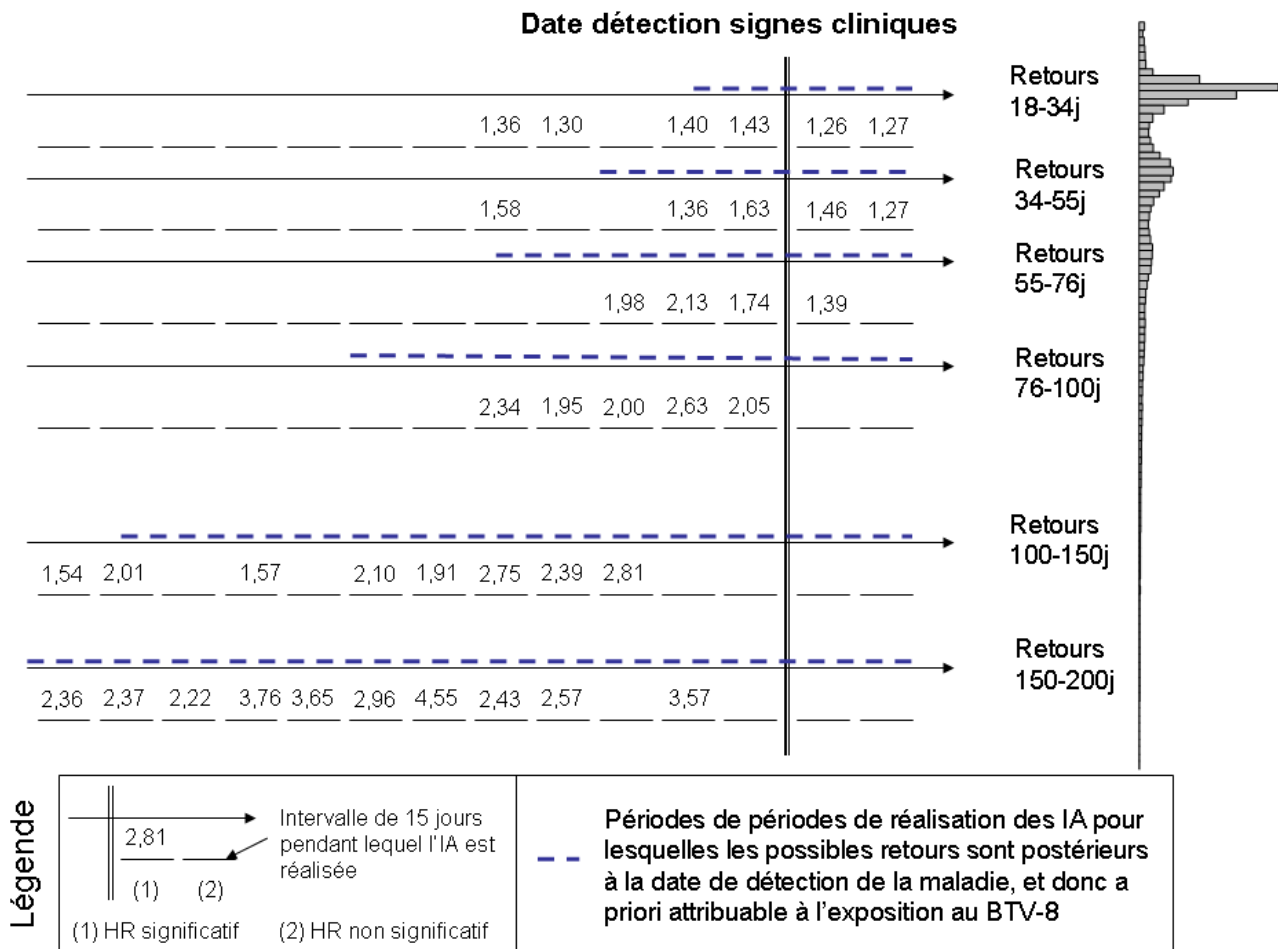 Date détection signes cliniques
Retours
18-34j
1,36 1,30 1,40 1,43 1,26 1,27
Retours
34-55j
1,58 1,36 1,63 1,46 1,27
Retours
55-76j
1,98 2,13 1,74 1,39
Retours
76-100j
2,34 1,95 2,00 2,63 2,05
Retours
100-150j
1,54 2,01 1,57 2,10 1,91 2,75 2,39 2,81
Retours
150-200j
2,36 2,37 2,22 3,76 3,65 2,96 4,55 2,43 2,57 3,57
Légende
2,81
(1) (2)
Intervalle de 15 jours
pendant lequel l'IA est
réalisée
(1) HR significatif (2) HR non significatif
Périodes de périodes de réalisation des IA pour
lesquelles les possibles retours sont postérieurs
à la date de détection de la maladie, et donc a
priori attribuable à l'exposition au BTV-8